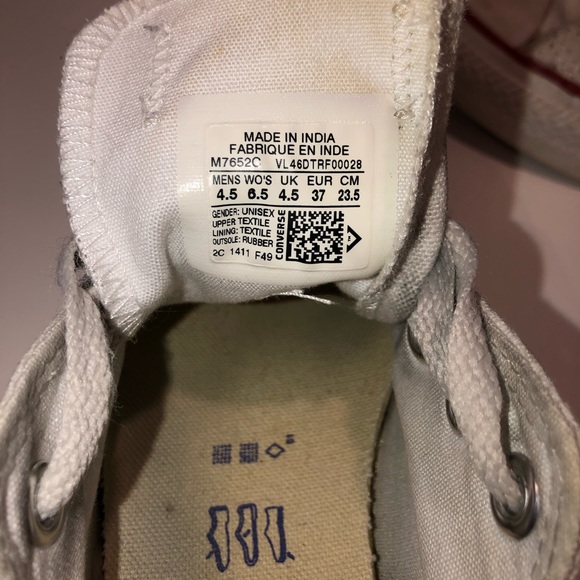 MADE IN INDIA
FABRIQUE EN INDE
M7652C VL46DTRF00028
MENS WO'S UK EUR CM
4.5 6.5 4.5 37 23.5
GENDER: UNISEX
UPPER TEXTILE
LINING: TEXTILE
OUTSOLE: RUBBER
CONVERSE
2C 1411 F49